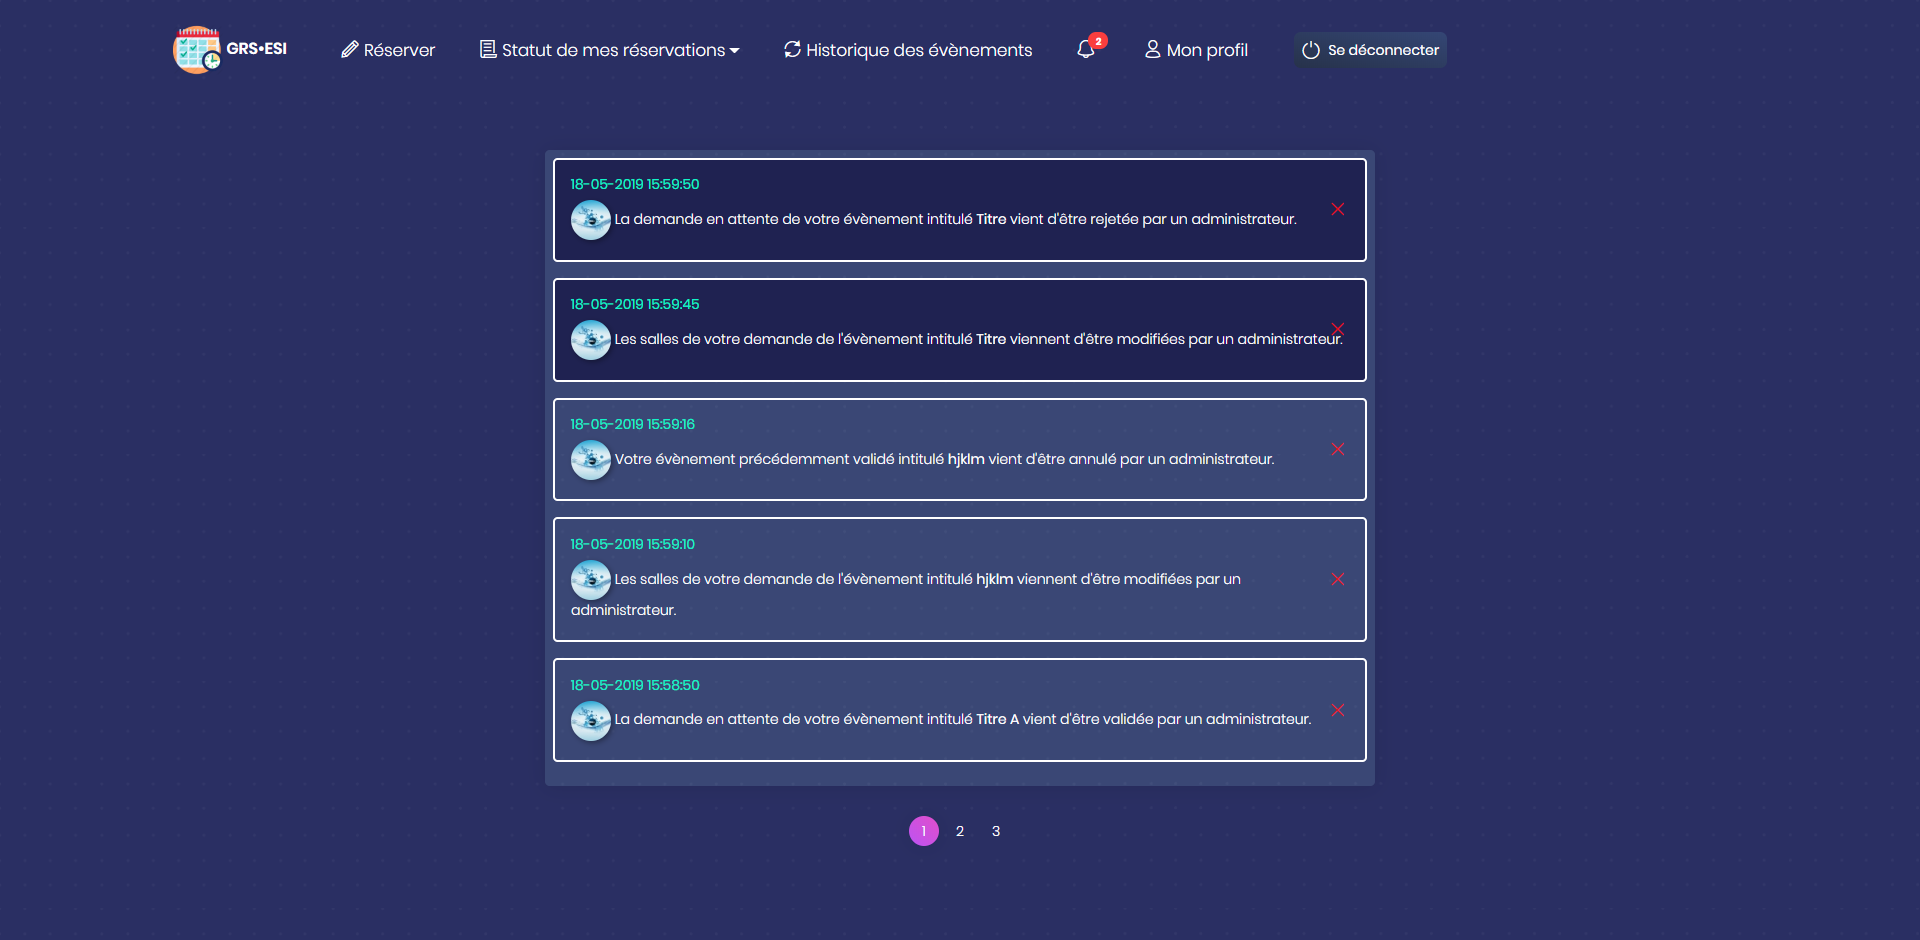 GRS•ESI
Réserver
Statut de mes réservations
Historique des évènements
2
Mon profil
Se déconnecter
18-05-2019 15:59:50
La demande en attente de votre évènement intitulé Titre vient d'être rejetée par un administrateur.
18-05-2019 15:59:45
Les salles de votre demande de l'évènement intitulé Titre viennent d'être modifiées par un administrateur.
18-05-2019 15:59:16
Votre évènement précédemment validé intitulé hjklm vient d'être annulé par un administrateur.
18-05-2019 15:59:10
Les salles de votre demande de l'évènement intitulé hjklm viennent d'être modifiées par un
administrateur.
18-05-2019 15:58:50
La demande en attente de votre évènement intitulé Titre A vient d'être validée par un administrateur.
1 2 3